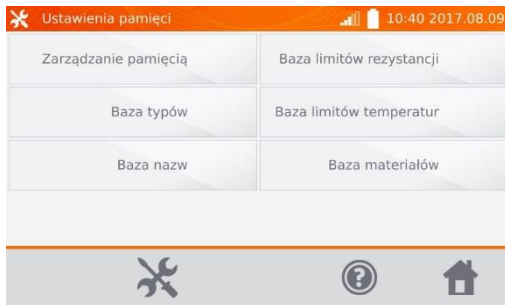 Ustawienia pamięci 10:40 2017.08.09
Zarządzanie pamięcią Baza limitów rezystancji
Baza typów Baza limitów temperatur
Baza nazw Baza materiałów
?